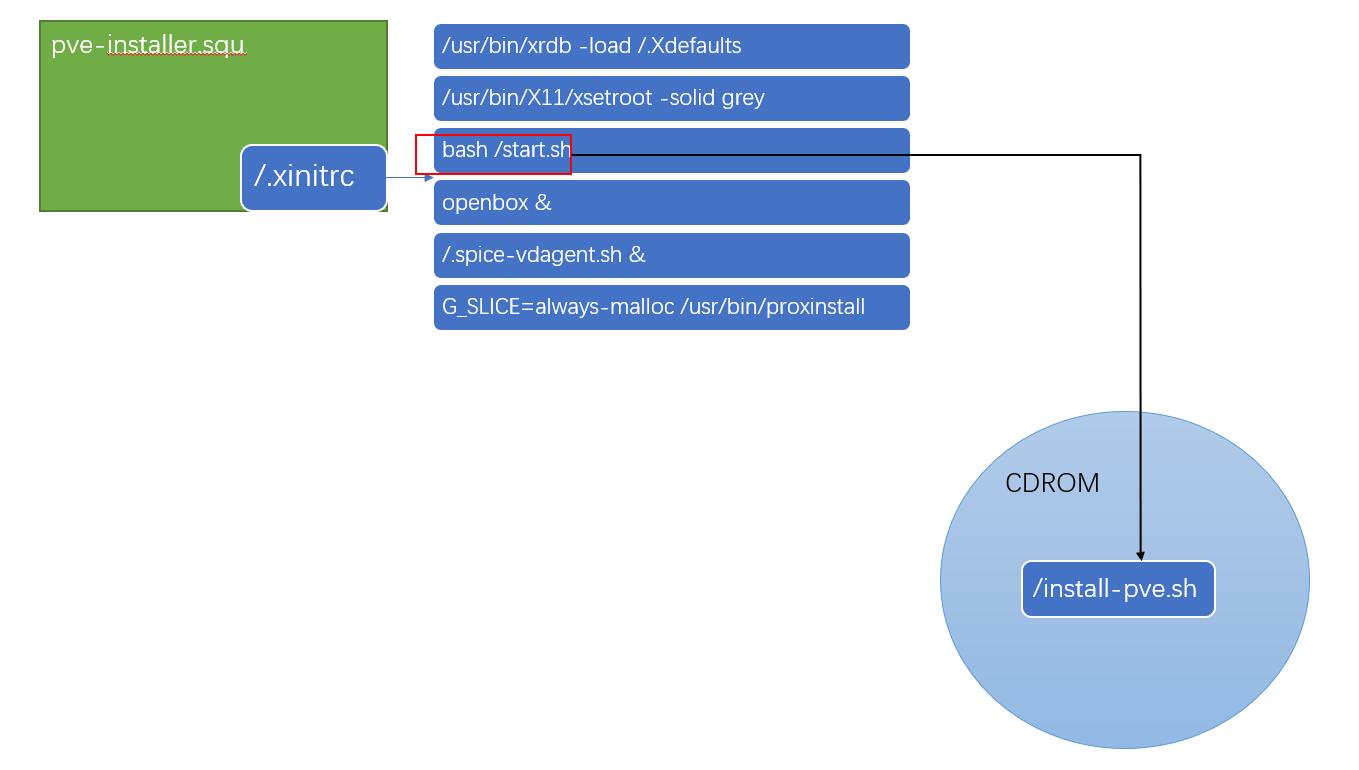 pve-installer.squ
/.xinitrc
/usr/bin/xrdb -load /.Xdefaults
/usr/bin/X11/xsetroot -solid grey
bash /start.sh
openbox &
/.spice-vdagent.sh &
G_SLICE=always-malloc /usr/bin/proxinstall
CDROM
/install-pve.sh